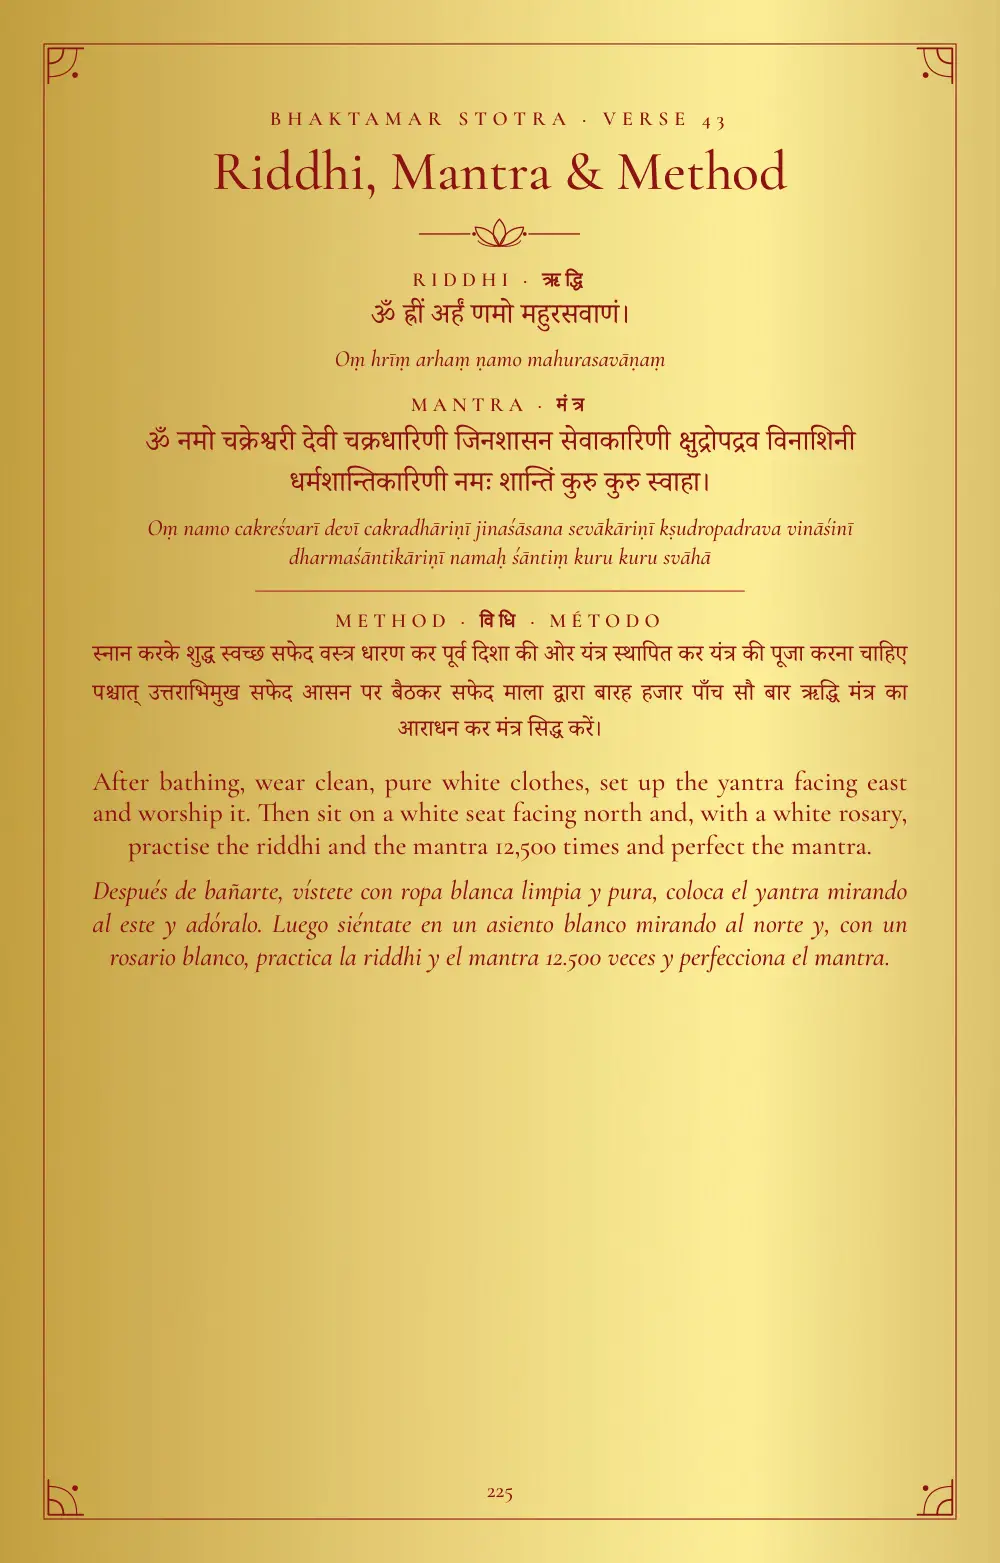 BHAKTAMAR STOTRA · VERSE 43
Riddhi, Mantra & Method
RIDDHI · ऋद्धि
ॐ ह्रीं अर्हं णमो महुरसवाणं।
Oṃ hrīṃ arhaṃ ṇamo mahurasavāṇaṃ
MANTRA · मंत्र
ॐ नमो चक्रेश्वरी देवी चक्रधारिणी जिनशासन सेवाकारिणी क्षुद्रोपद्रव विनाशिनी
धर्मशान्तिकारिणी नमः शान्तिं कुरु कुरु स्वाहा।
Oṃ namo cakreśvarī devī cakradhāriṇī jinaśāsana sevākāriṇī kṣudropadrava vināśinī
dharmaśāntikāriṇī namaḥ śāntiṃ kuru kuru svāhā
METHOD · विधि · MÉTODO
स्नान करके शुद्ध स्वच्छ सफेद वस्त्र धारण कर पूर्व दिशा की ओर यंत्र स्थापित कर यंत्र की पूजा करना चाहिए
पश्चात् उत्तराभिमुख सफेद आसन पर बैठकर सफेद माला द्वारा बारह हजार पाँच सौ बार ऋद्धि मंत्र का
आराधन कर मंत्र सिद्ध करें।
After bathing, wear clean, pure white clothes, set up the yantra facing east
and worship it. Then sit on a white seat facing north and, with a white rosary,
practise the riddhi and the mantra 12,500 times and perfect the mantra.
Después de bañarte, vístete con ropa blanca limpia y pura, coloca el yantra mirando
al este y adóralo. Luego siéntate en un asiento blanco mirando al norte y, con un
rosario blanco, practica la riddhi y el mantra 12.500 veces y perfecciona el mantra.
225